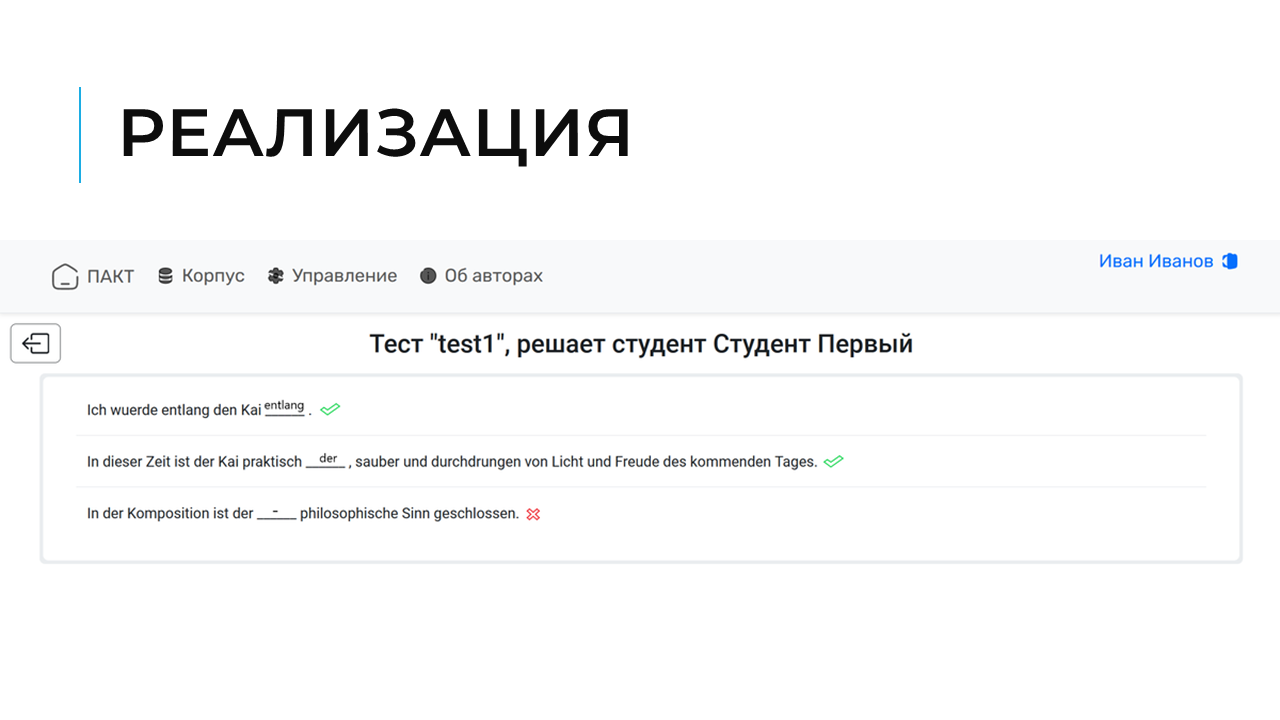 РЕАЛИЗАЦИЯ
ПАКТ Корпус Управление Об авторах Иван Иванов
Тест "test1", решает студент Студент Первый
Ich wuerde entlang den Kai entlang .
In dieser Zeit ist der Kai praktisch der , sauber und durchdrungen von Licht und Freude des kommenden Tages.
In der Komposition ist der - philosophische Sinn geschlossen.